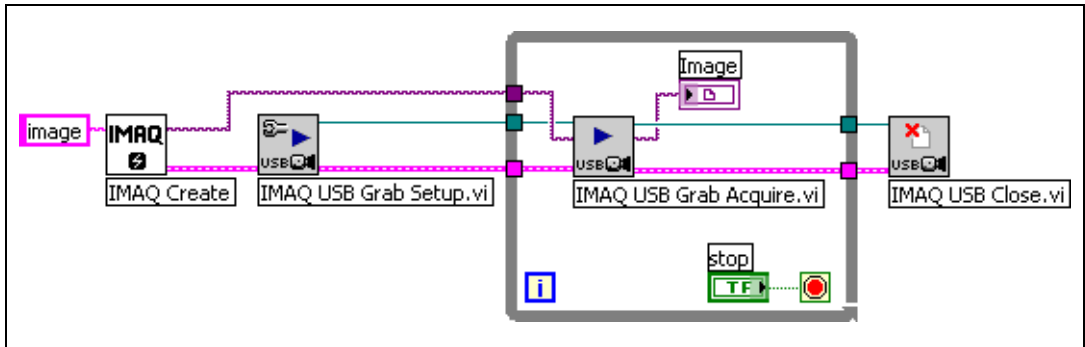 Image
image
IMAQ
USB
USB
USB
IMAQ Create
IMAQ USB Grab Setup.vi
IMAQ USB Grab Acquire.vi
IMAQ USB Close.vi
stop
i
TF